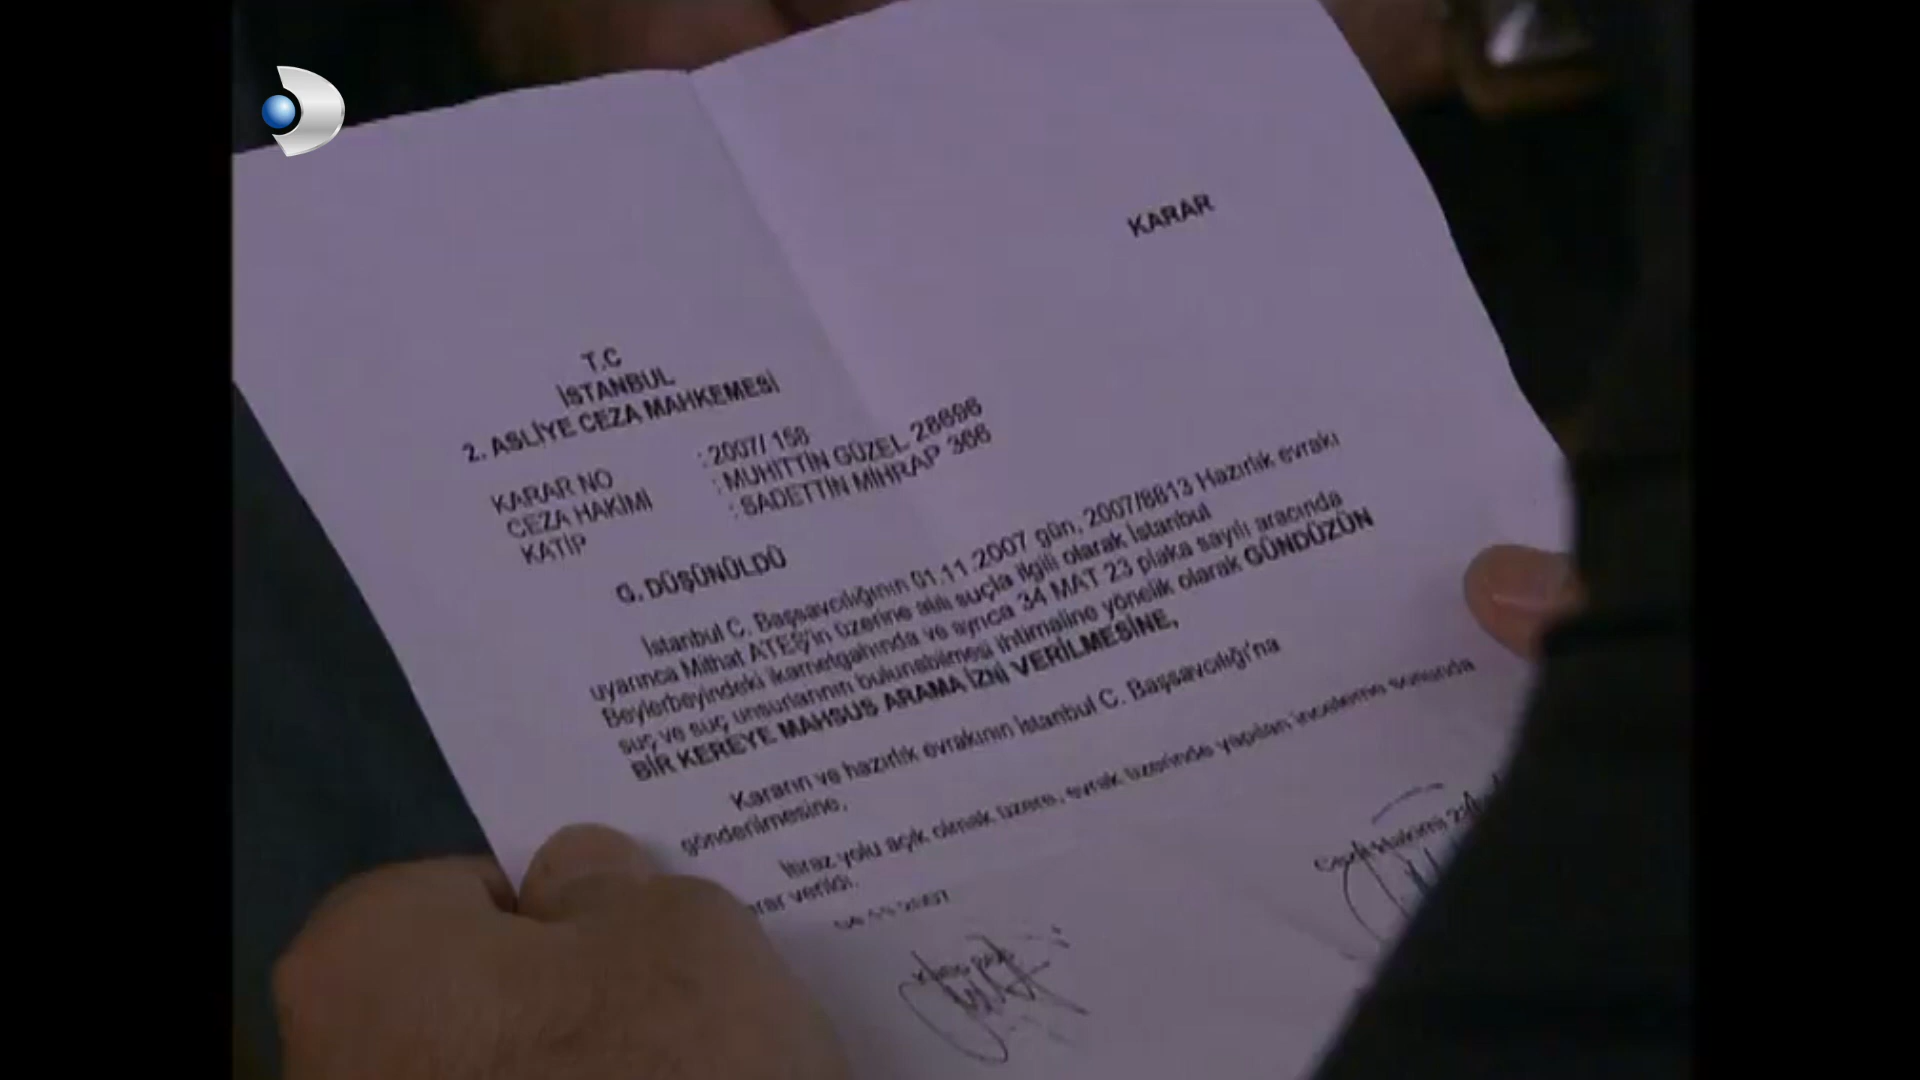 KARAR
T.C
İSTANBUL
2. ASLİYE CEZA MAHKEMESİ
KARAR NO : 2007/ 158
CEZA HAKİMİ : MUHİTTİN GÜZEL 28696
KATİP : SADETTİN MİHRAP 366
G. DÜŞÜNÜLDÜ
İstanbul C. Başsavcılığının 01.11.2007 gün, 2007/8813 Hazırlık evrakı
uyarınca Mithat ATEŞ'in üzerine atılı suçla ilgili olarak İstanbul
Beylerbeyindeki ikametgahında ve ayrıca 34 MAT 23 plaka sayılı aracında
suç ve suç unsurlarının bulunabilmesi ihtimaline yönelik olarak GÜNDÜZÜN
BİR KEREYE MAHSUS ARAMA İZNİ VERİLMESİNE,
Kararın ve hazırlık evrakının İstanbul C. Başsavcılığı'na
gönderilmesine,
İtiraz yolu açık olmak üzere, evrak üzerinde yapılan inceleme sonunda
arar verildi.
2007
Ceza Hakimi